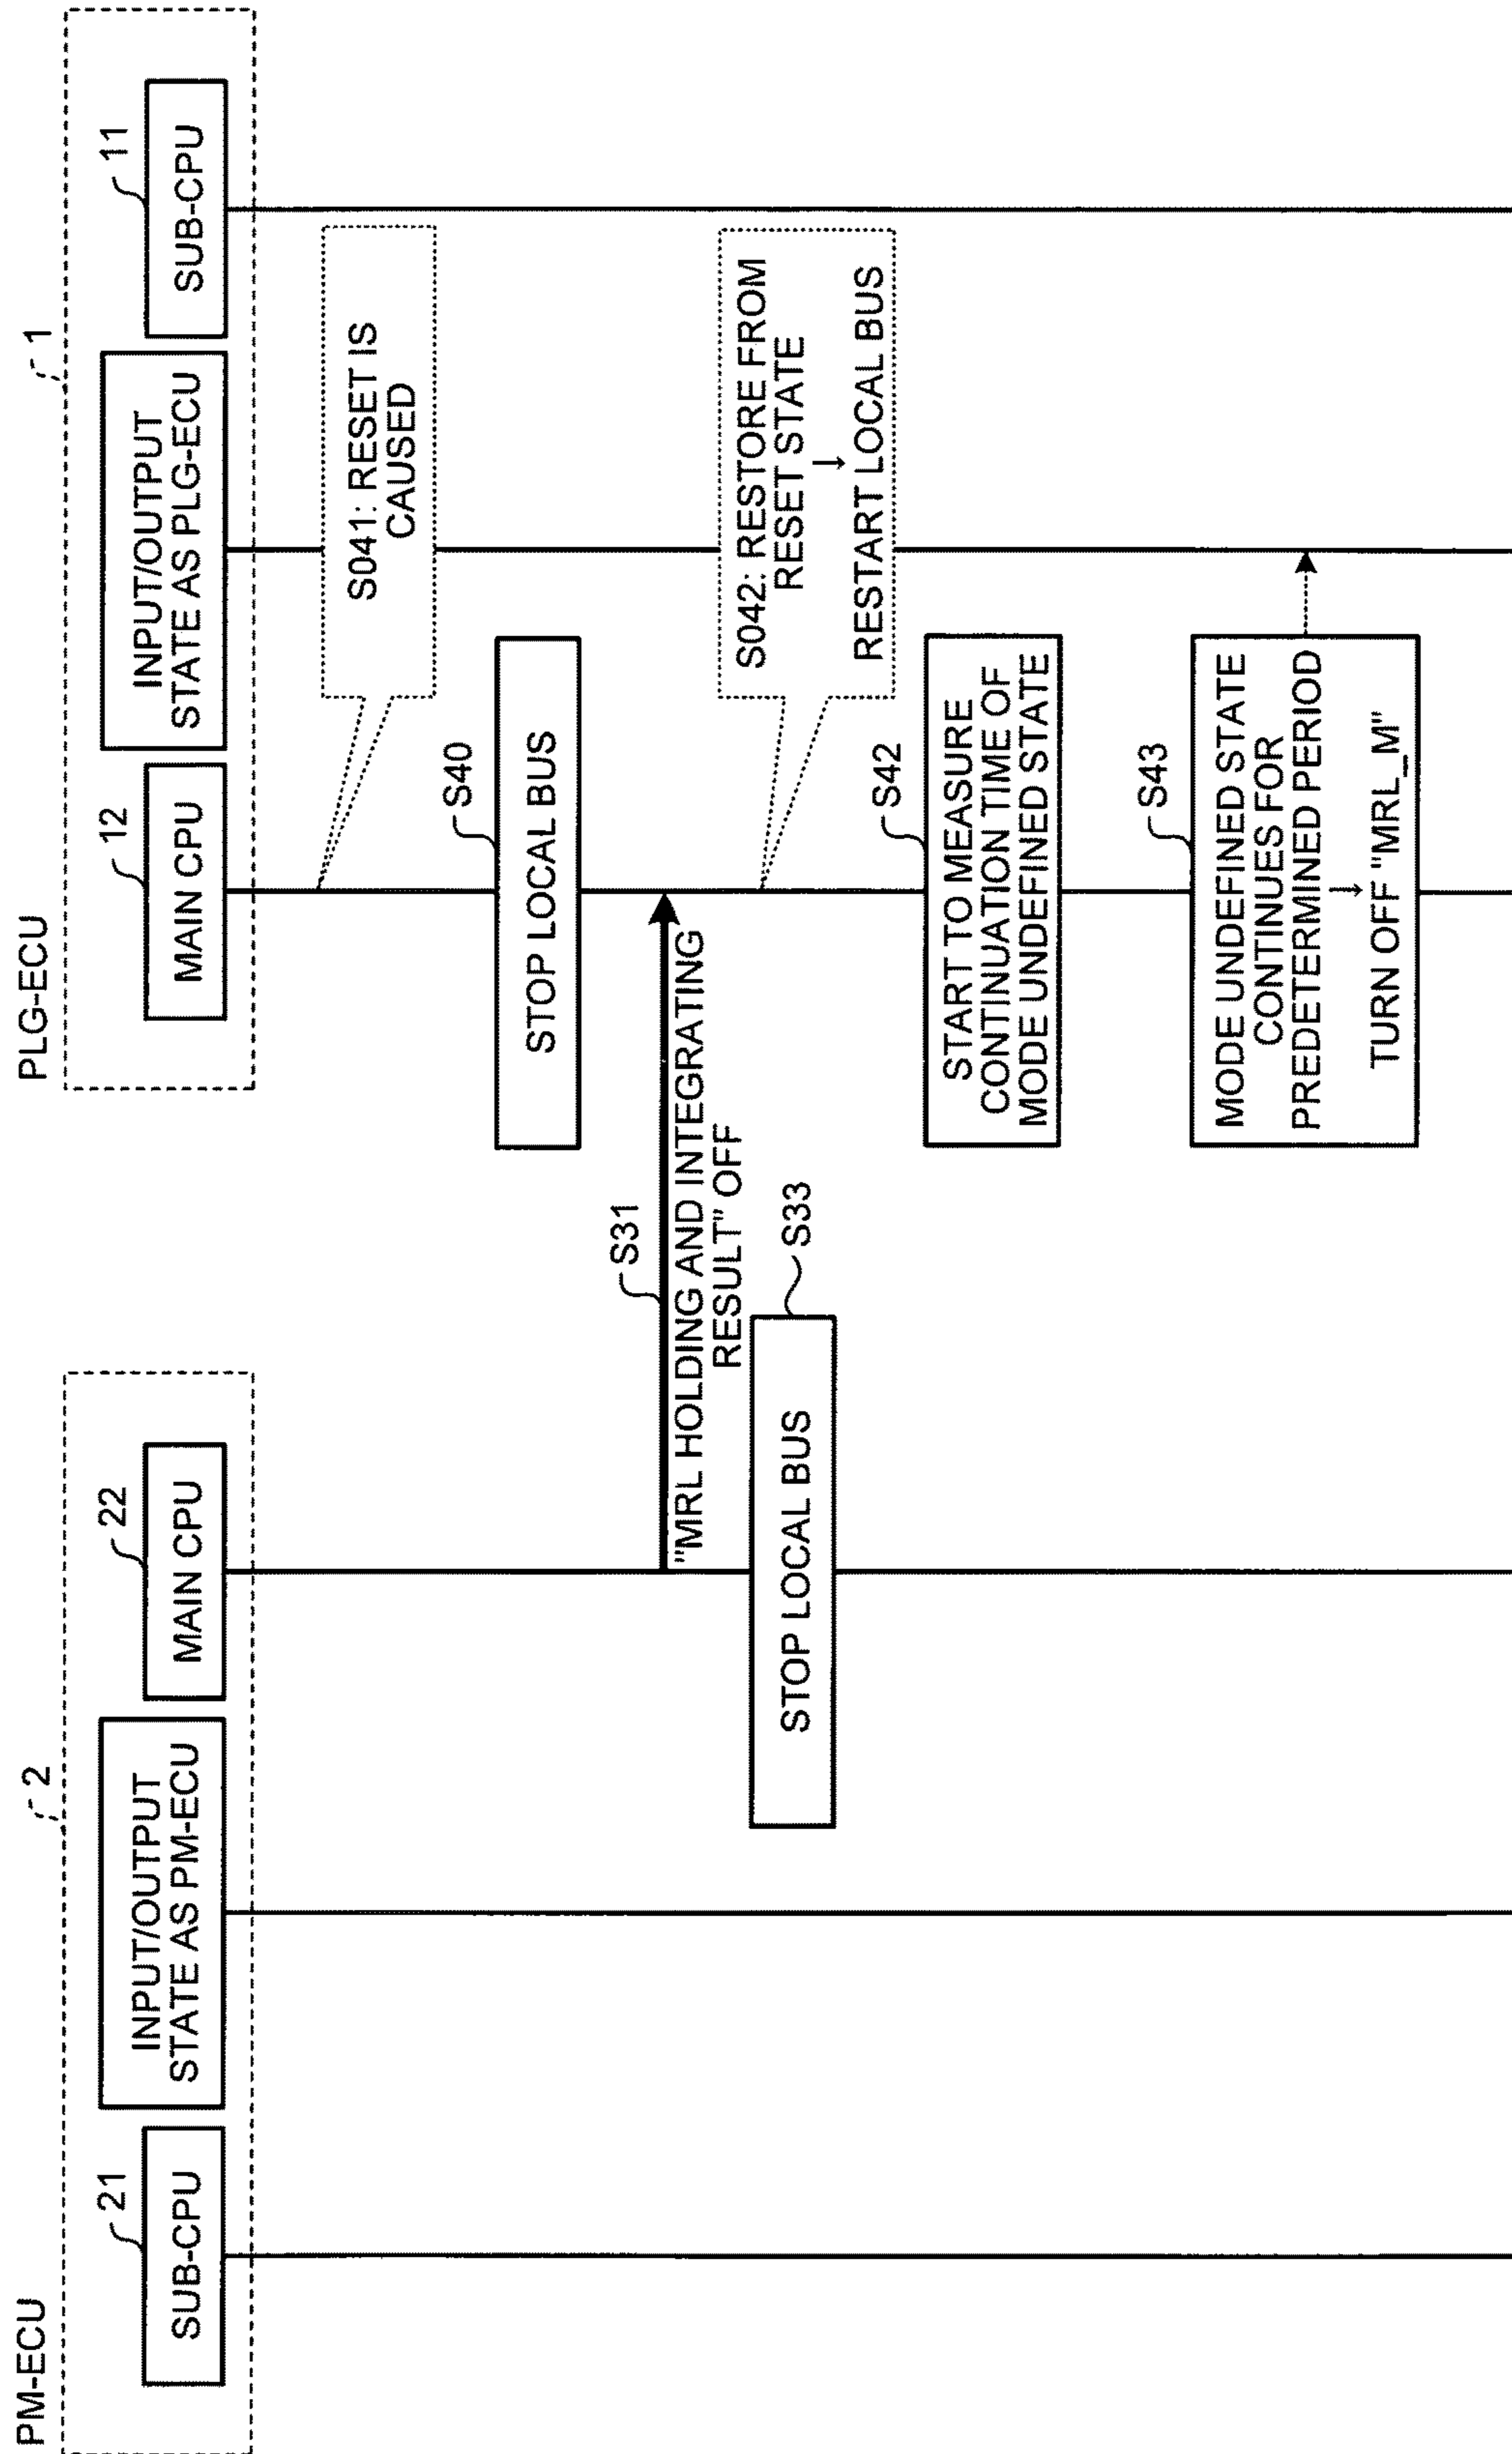 PM-ECU
2
21
SUB-CPU
INPUT/OUTPUT
STATE AS PM-ECU
22
MAIN CPU
PLG-ECU
1
12
MAIN CPU
INPUT/OUTPUT
STATE AS PLG-ECU
11
SUB-CPU
S041: RESET IS
CAUSED
S40
STOP LOCAL BUS
S31
"MRL HOLDING AND INTEGRATING
RESULT" OFF
S33
STOP LOCAL BUS
S042: RESTORE FROM
RESET STATE
↓
RESTART LOCAL BUS
S42
START TO MEASURE
CONTINUATION TIME OF
MODE UNDEFINED STATE
S43
MODE UNDEFINED STATE
CONTINUES FOR
PREDETERMINED PERIOD
↓
TURN OFF "MRL_M"